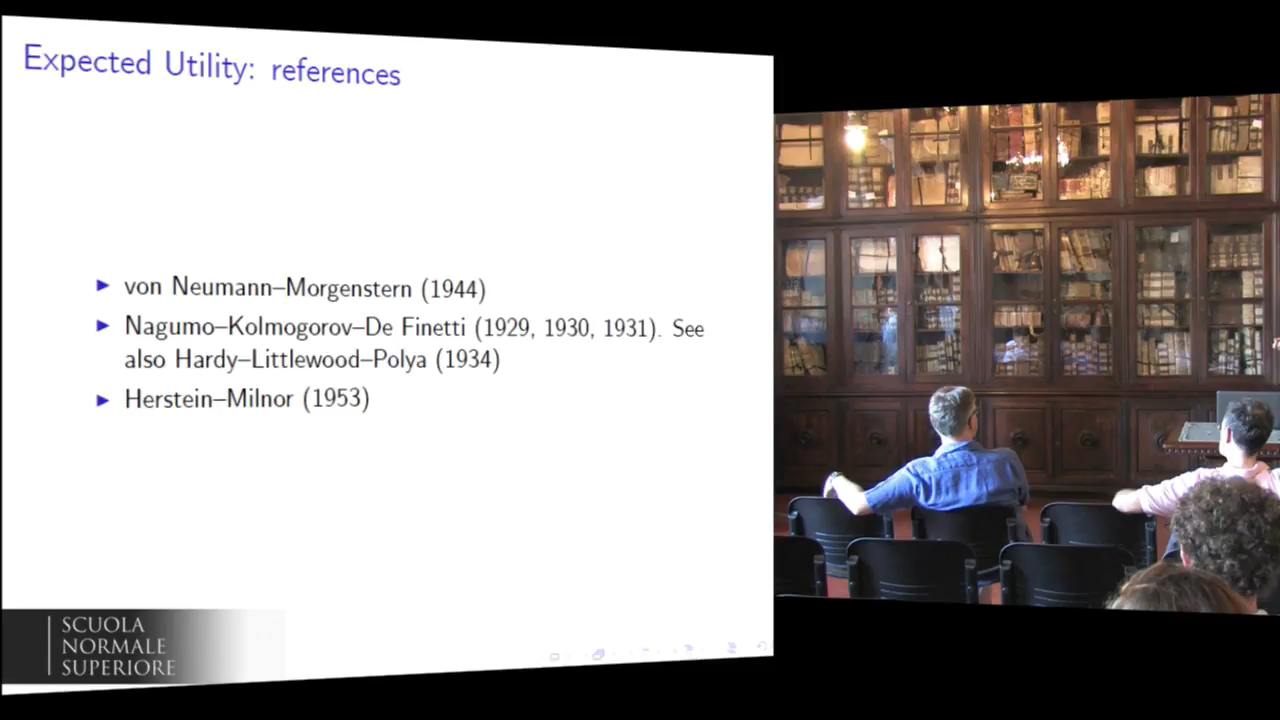 Expected Utility: references
► von Neumann–Morgenstern (1944)
► Nagumo–Kolmogorov–De Finetti (1929, 1930, 1931). See
also Hardy–Littlewood–Polya (1934)
► Herstein–Milnor (1953)
SCUOLA
NORMALE
SUPERIORE